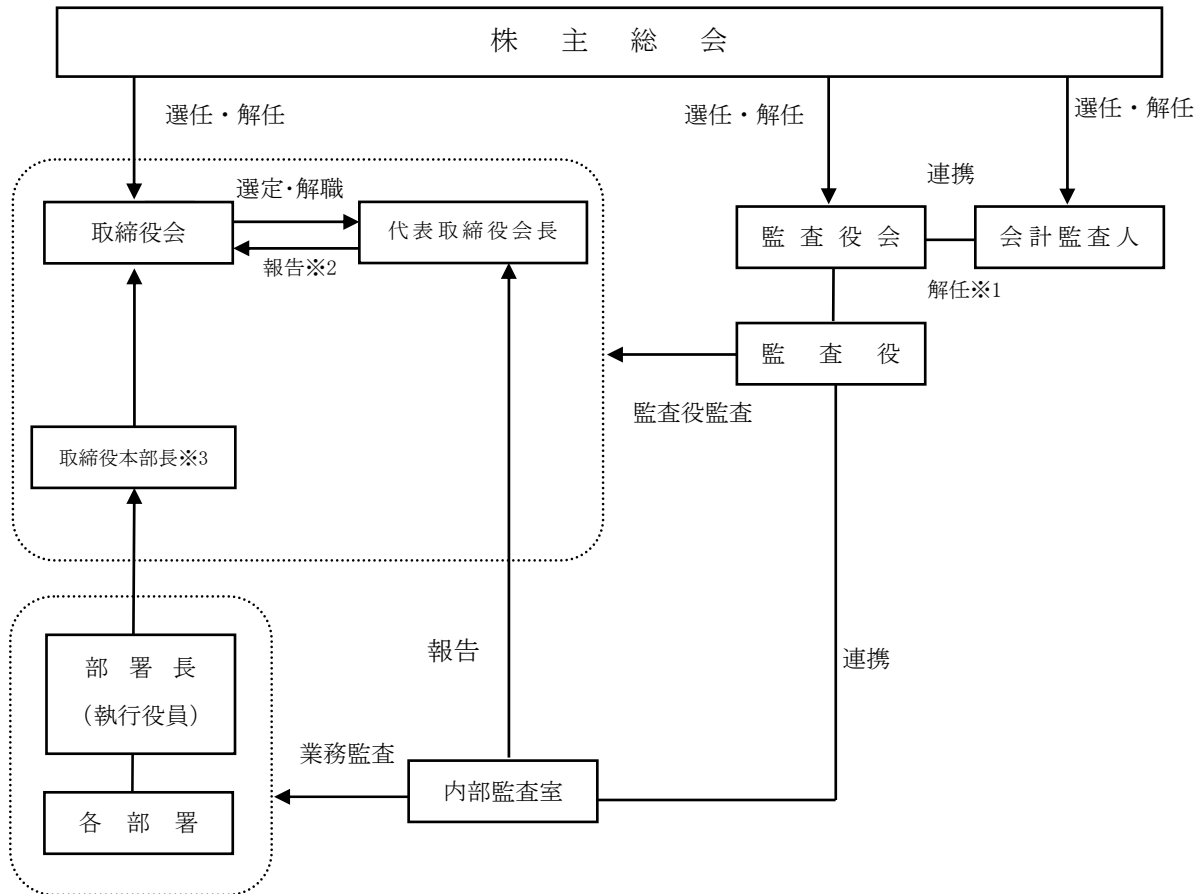 株　主　総　会
選任・解任
選任・解任
選任・解任
選定・解職
連携
取締役会
代表取締役会長
監査役会
会計監査人
報告※2
解任※1
監　査　役
監査役監査
取締役本部長※3
部　署　長
（執行役員）
報告
連携
業務監査
内部監査室
各　部　署